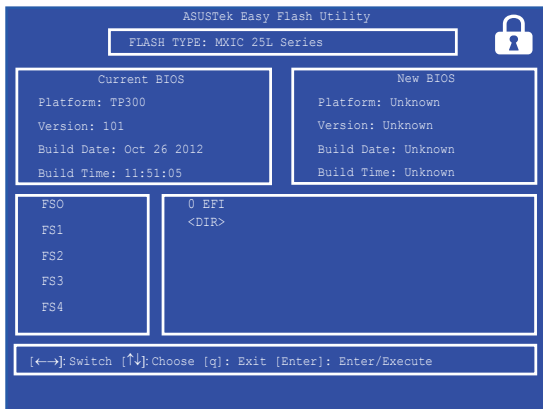 ASUSTek Easy Flash Utility
FLASH TYPE: MXIC 25L Series
Current BIOS
Platform: TP300
Version: 101
Build Date: Oct 26 2012
Build Time: 11:51:05
New BIOS
Platform: Unknown
Version: Unknown
Build Date: Unknown
Build Time: Unknown
FSO
FS1
FS2
FS3
FS4
0 EFI
<DIR>
[←→]: Switch [↑↓]: Choose [q]: Exit [Enter]: Enter/Execute